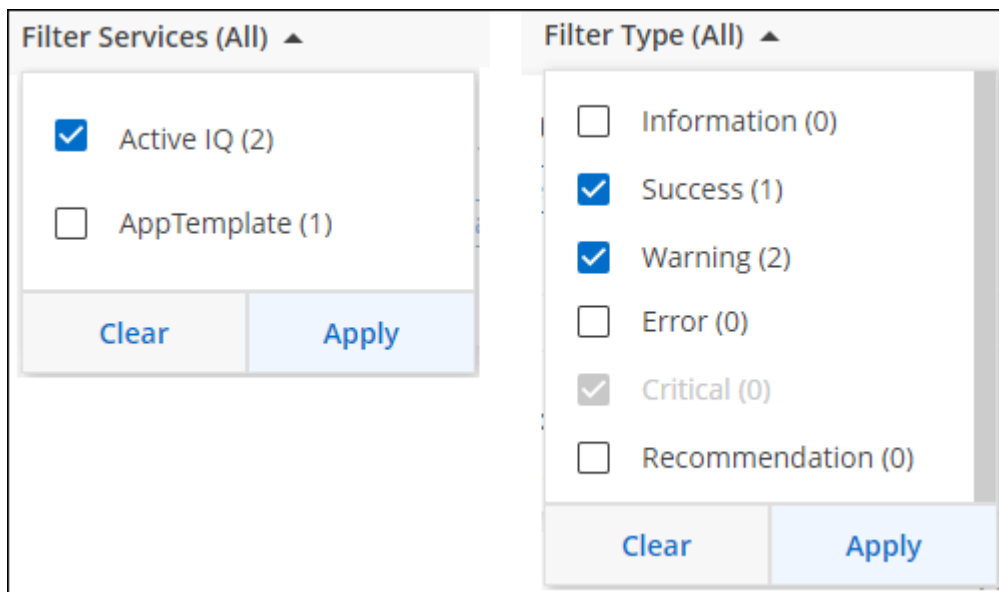 Filter Services (All)
Active IQ (2)
AppTemplate (1)
Clear
Apply
Filter Type (All)
Information (0)
Success (1)
Warning (2)
Error (0)
Critical (0)
Recommendation (0)
Clear
Apply